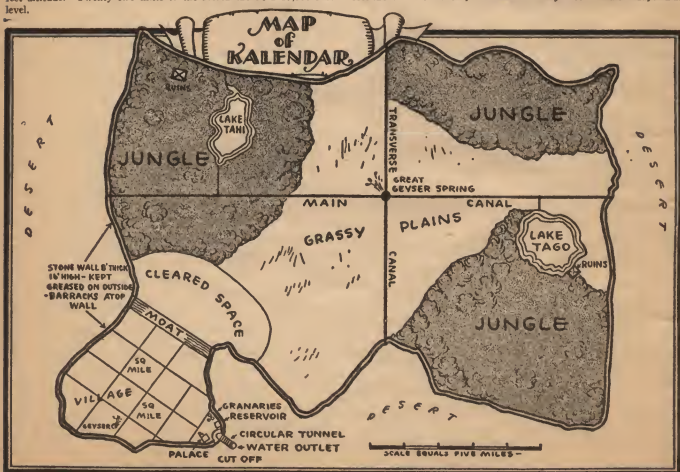 level.
MAP
of
KALENDAR
RUINS
LAKE
TAHI
JUNGLE
JUNGLE
DESERT
DESERT
TRANSVERSE
GREAT
GEYSER SPRING
MAIN
CANAL
GRASSY
PLAINS
CANAL
LAKE
TAGO
RUINS
JUNGLE
STONE WALL 8' THICK
16' HIGH - KEPT
GREASED ON OUTSIDE
- BARRACKS ATOP
WALL
CLEARED SPACE
MOAT
SQ
MILE
VILLAGE
SQ
MILE
GEYSER
GRANARIES
RESERVOIR
CIRCULAR TUNNEL
WATER OUTLET
PALACE
CUT OFF
DESERT
SCALE EQUALS FIVE MILES -